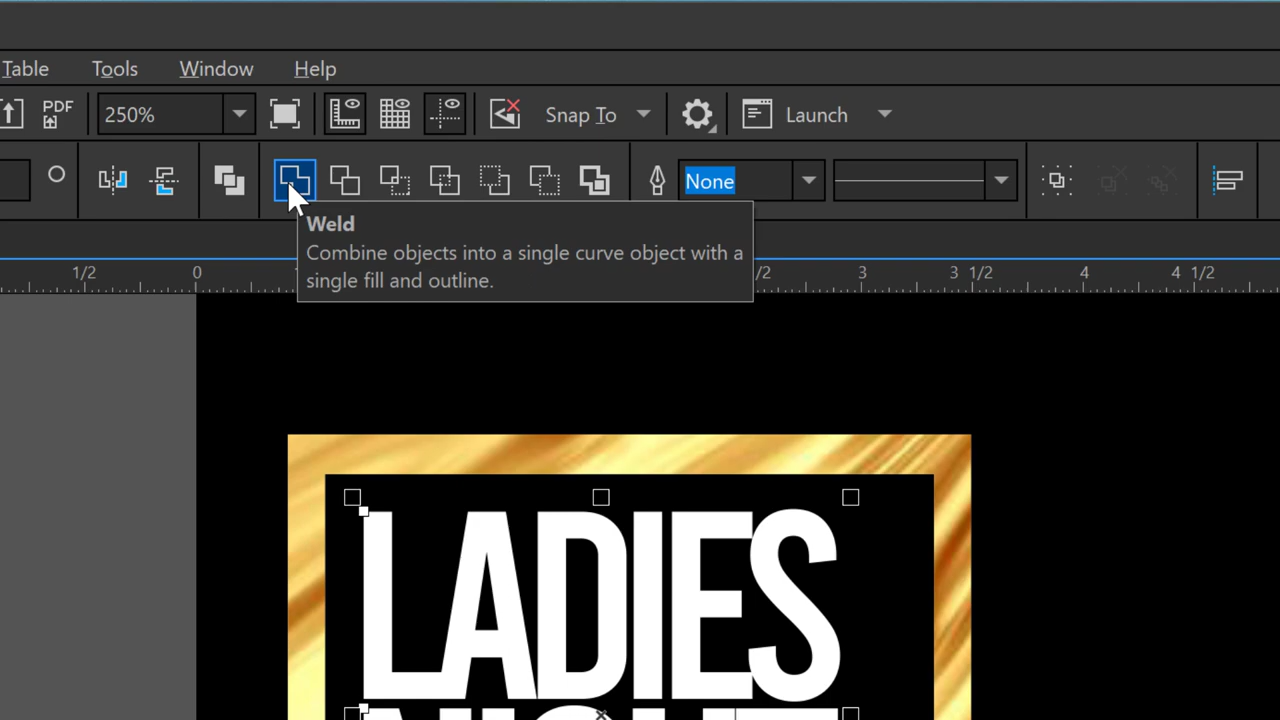 Table Tools Window Help
PDF 250% Snap To Launch
None
Weld
Combine objects into a single curve object with a
single fill and outline.
1/2 0 /2 3 3 1/2 4 4 1/2
LADIES
NIGHT